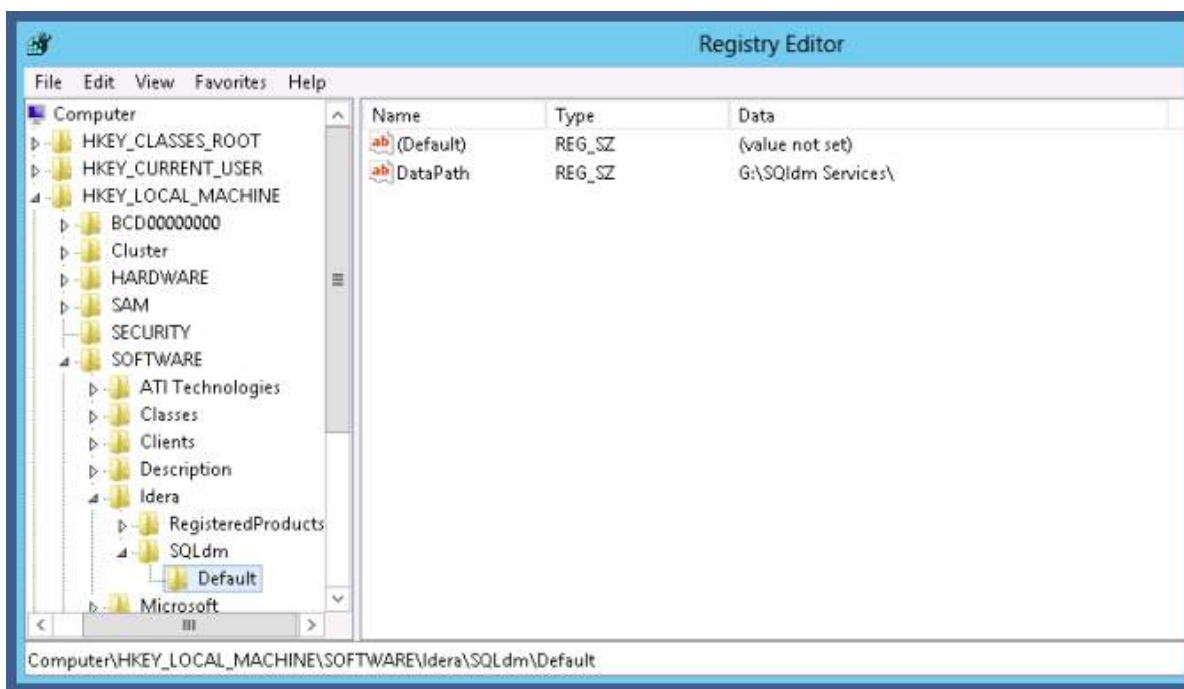 Registry Editor
File Edit View Favorites Help
Computer
HKEY_CLASSES_ROOT
HKEY_CURRENT_USER
HKEY_LOCAL_MACHINE
BCD00000000
Cluster
HARDWARE
SAM
SECURITY
SOFTWARE
ATI Technologies
Classes
Clients
Description
Idera
RegisteredProducts
SQLdm
Default
Microsoft
Name Type Data
ab (Default) REG_SZ (value not set)
ab DataPath REG_SZ G:\SQldm Services\
Computer\HKEY_LOCAL_MACHINE\SOFTWARE\Idera\SQLdm\Default